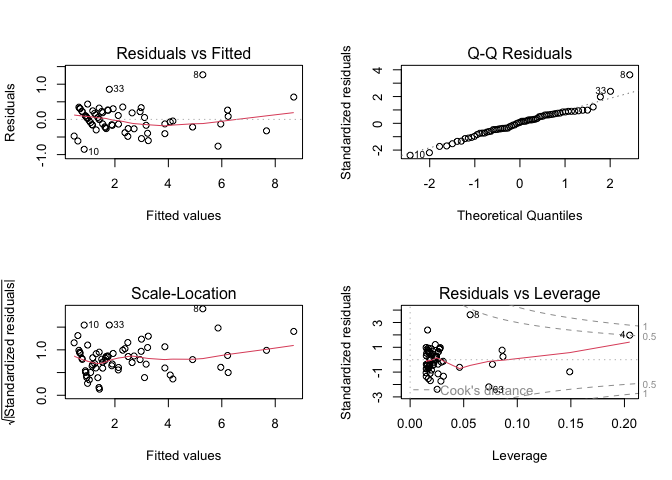 Residuals vs Fitted
Residuals
-1.0 0.0 1.0
8
33
10
2 4 6 8
Fitted values
Q-Q Residuals
Standardized residuals
-2 0 2 4
8
33
10
-2 -1 0 1 2
Theoretical Quantiles
Scale-Location
√|Standardized residuals|
0.0 1.0
8
10 33
2 4 6 8
Fitted values
Residuals vs Leverage
Standardized residuals
-3 -1 1 3
8
4
63
Cook's distance
1
0.5
0.5
1
0.00 0.05 0.10 0.15 0.20
Leverage